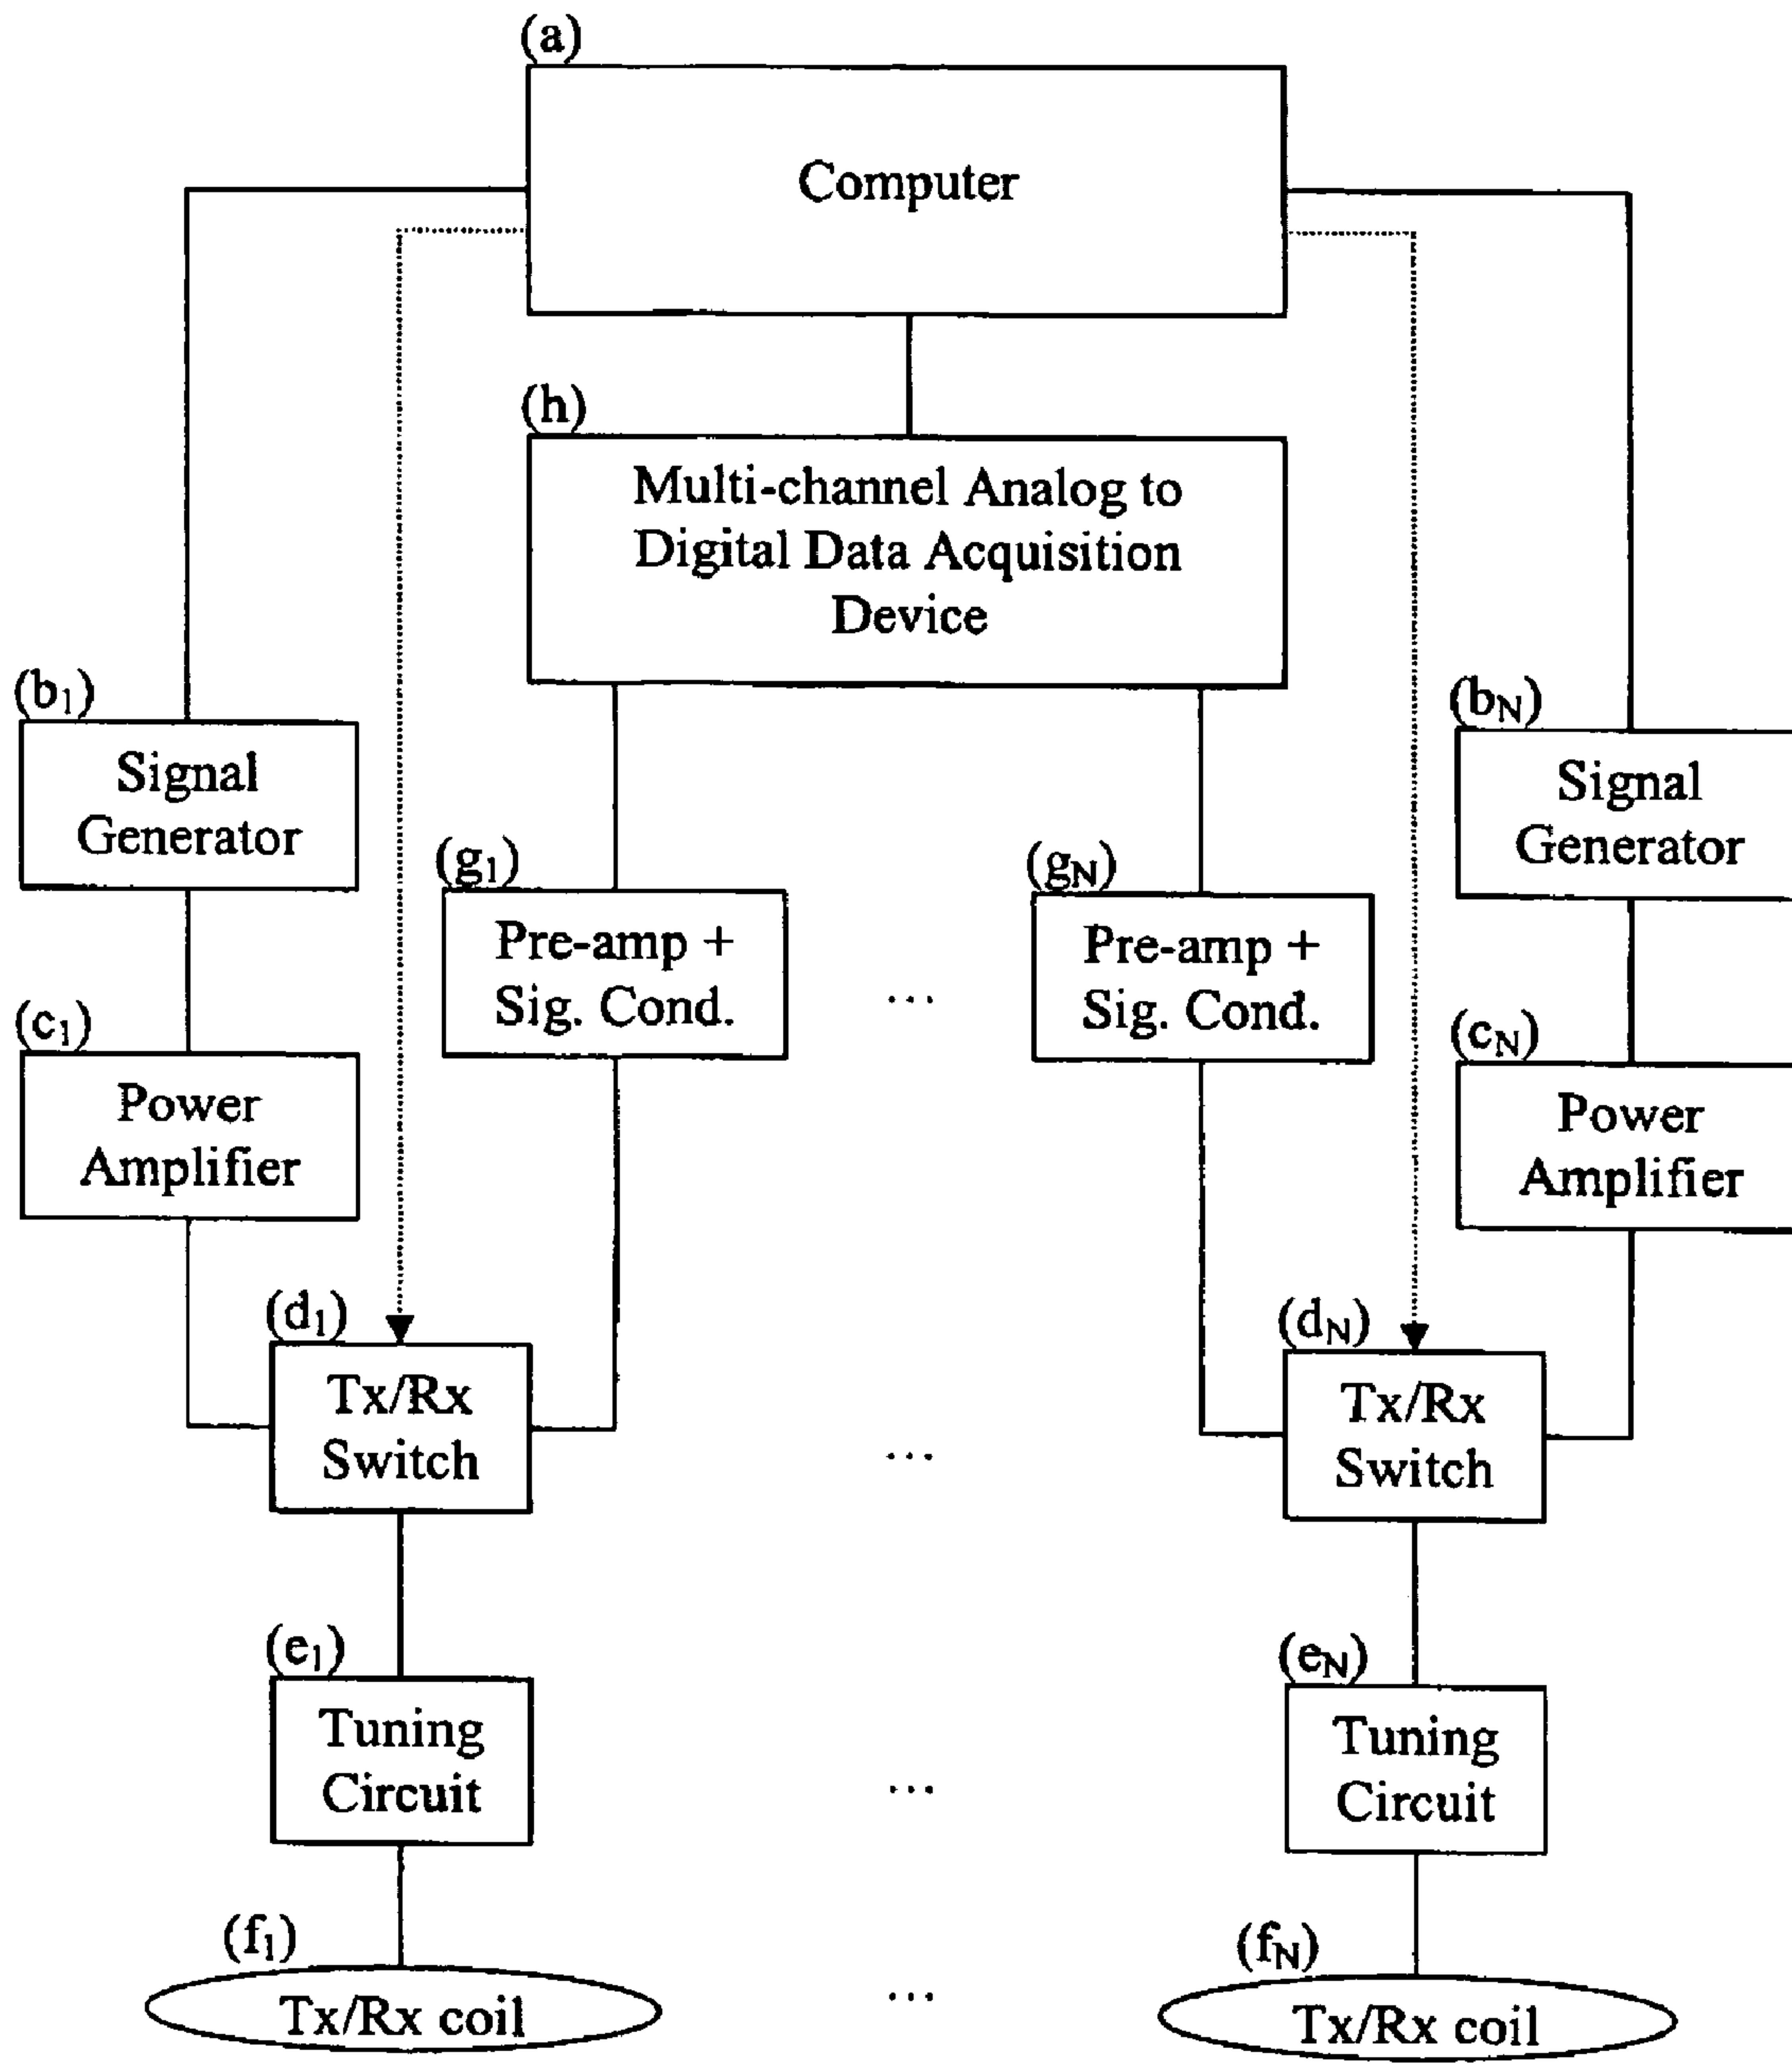 (a)
Computer
(h)
Multi-channel Analog to
Digital Data Acquisition
Device
(b₁)
Signal
Generator
(bN)
Signal
Generator
(g₁)
Pre-amp +
Sig. Cond.
...
(gN)
Pre-amp +
Sig. Cond.
(c₁)
Power
Amplifier
(cN)
Power
Amplifier
(d₁)
Tx/Rx
Switch
...
(dN)
Tx/Rx
Switch
(e₁)
Tuning
Circuit
...
(eN)
Tuning
Circuit
(f₁)
Tx/Rx coil
...
(fN)
Tx/Rx coil